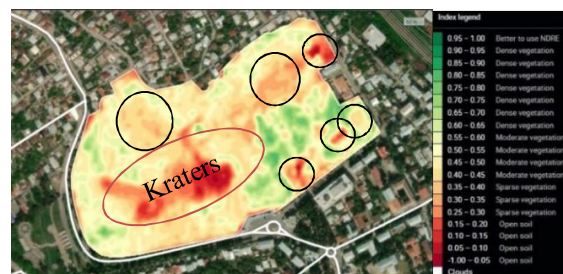 Kraters
Index legend
0.95 – 1.00 Better to use NDRE
0.90 – 0.95 Dense vegetation
0.85 – 0.90 Dense vegetation
0.80 – 0.85 Dense vegetation
0.75 – 0.80 Dense vegetation
0.70 – 0.75 Dense vegetation
0.65 – 0.70 Dense vegetation
0.60 – 0.65 Dense vegetation
0.55 – 0.60 Moderate vegetation
0.50 – 0.55 Moderate vegetation
0.45 – 0.50 Moderate vegetation
0.40 – 0.45 Moderate vegetation
0.35 – 0.40 Sparse vegetation
0.30 – 0.35 Sparse vegetation
0.25 – 0.30 Sparse vegetation
0.15 – 0.20 Open soil
0.10 – 0.15 Open soil
0.05 – 0.10 Open soil
-1.00 – 0.05 Open soil
Clouds